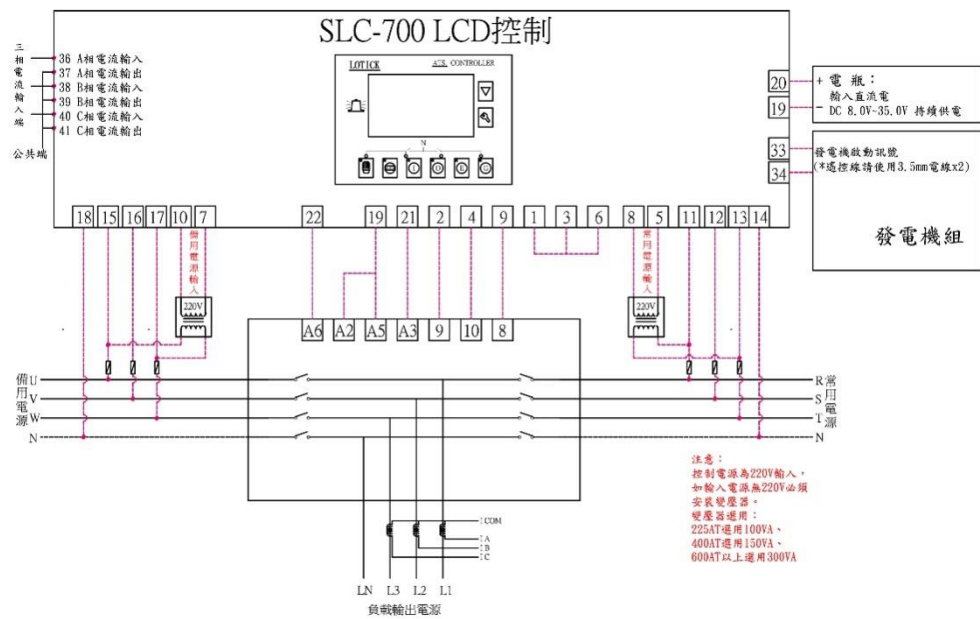 SLC-700 LCD控制
三相電流輸入端
36 A相電流輸入
37 A相電流輸出
38 B相電流輸入
39 B相電流輸出
40 C相電流輸入
41 C相電流輸出
公共端
LOTICK
ATS CONTROLLER
N
20
19
33
34
+ 電瓶：
輸入直流電
- DC 8.0V~35.0V 持續供電
發電機啟動訊號
(*遙控線請使用3.5mm電線x2)
發電機組
18 15 16 17 10 7 22 19 21 2 4 9 1 3 6 8 5 11 12 13 14
備用電源輸入
常用電源輸入
220V
220V
A6 A2 A5 A3 9 10 8
備用電源
U
V
W
N
R
S
T
N
常用電源
注意：
控制電源為220V輸入，
如輸入電源無220V必須
安裝變壓器。
變壓器選用：
225AT選用100VA、
400AT選用150VA、
600AT以上選用300VA
ICOM
IA
IB
IC
LN L3 L2 L1
負載輸出電源